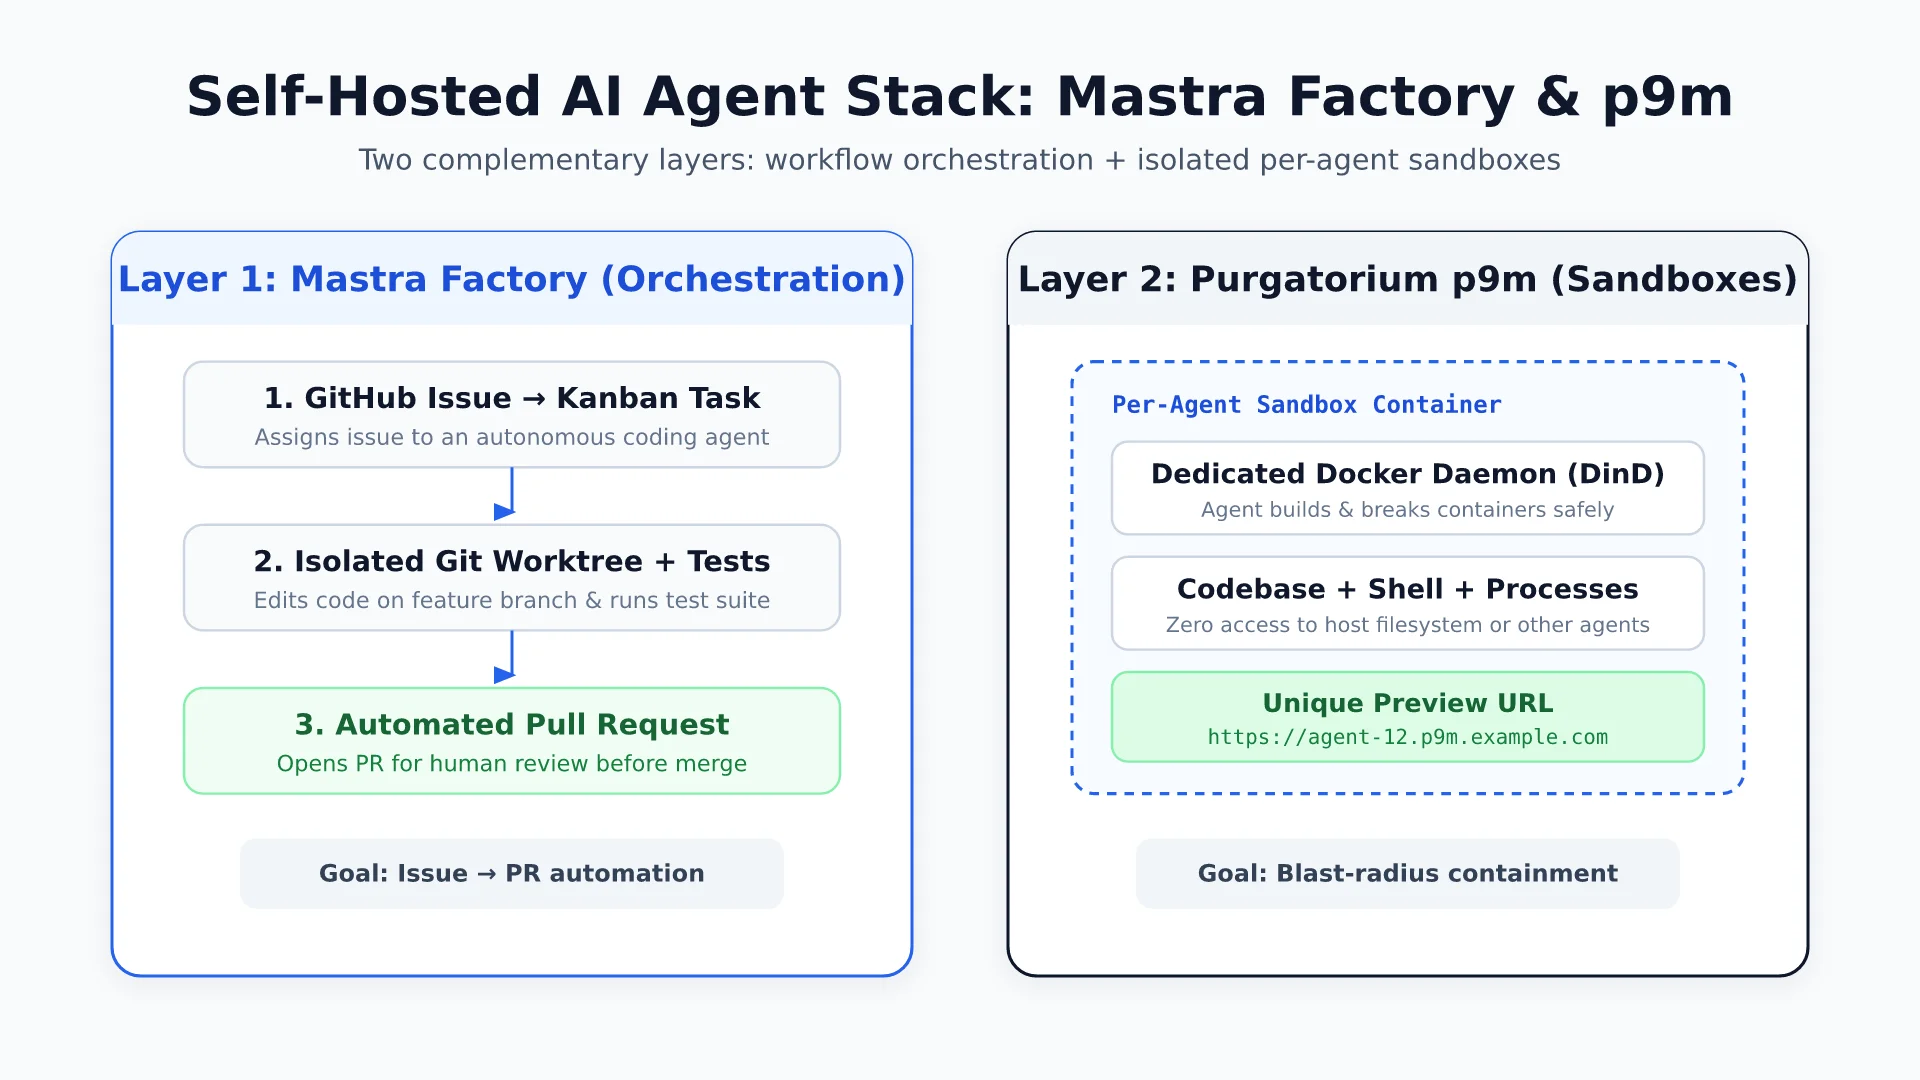 Self-Hosted AI Agent Stack: Mastra Factory & p9m
Two complementary layers: workflow orchestration + isolated per-agent sandboxes
Layer 1: Mastra Factory (Orchestration)
1. GitHub Issue → Kanban Task
Assigns issue to an autonomous coding agent
2. Isolated Git Worktree + Tests
Edits code on feature branch & runs test suite
3. Automated Pull Request
Opens PR for human review before merge
Goal: Issue → PR automation
Layer 2: Purgatorium p9m (Sandboxes)
Per-Agent Sandbox Container
Dedicated Docker Daemon (DinD)
Agent builds & breaks containers safely
Codebase + Shell + Processes
Zero access to host filesystem or other agents
Unique Preview URL
https://agent-12.p9m.example.com
Goal: Blast-radius containment